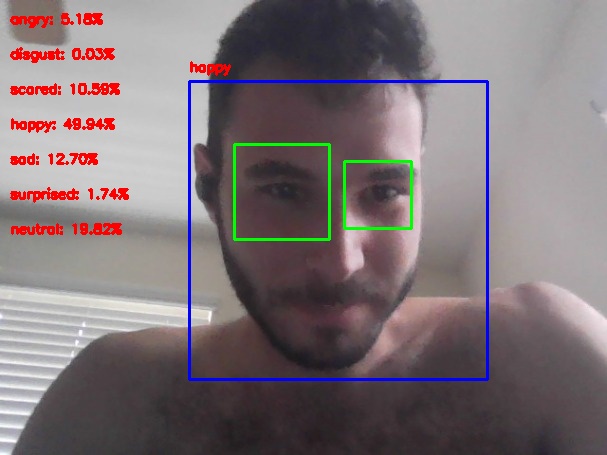 angry: 5.18%
disgust: 0.03%
scared: 10.59%
happy: 49.94%
sad: 12.70%
surprised: 1.74%
neutral: 19.82%
happy